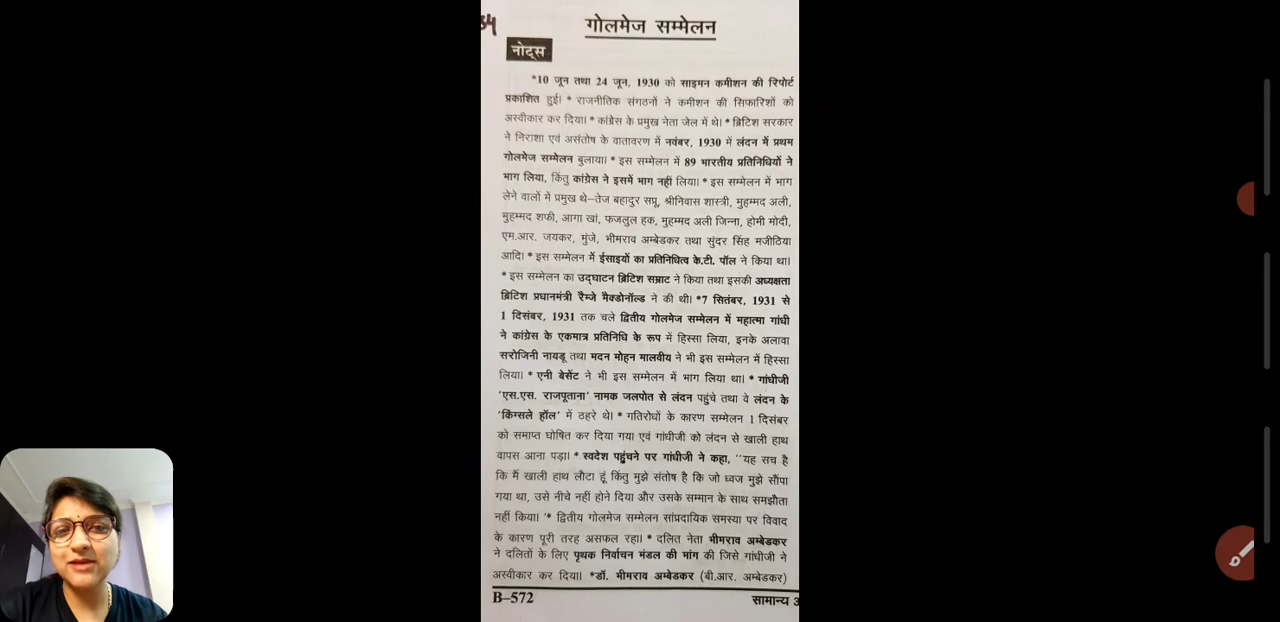 गोलमेज सम्मेलन
नोट्स
*10 जून तथा 24 जून, 1930 को साइमन कमीशन की रिपोर्ट
प्रकाशित हुई। * राजनीतिक संगठनों ने कमीशन की सिफारिशों को
अस्वीकार कर दिया। * कांग्रेस के प्रमुख नेता जेल में थे। * ब्रिटिश सरकार
ने निराशा एवं असंतोष के वातावरण में नवंबर, 1930 में लंदन में प्रथम
गोलमेज सम्मेलन बुलाया। * इस सम्मेलन में 89 भारतीय प्रतिनिधियों ने
भाग लिया, किंतु कांग्रेस ने इसमें भाग नहीं लिया। * इस सम्मेलन में भाग
लेने वालों में प्रमुख थे–तेज बहादुर सप्रू, श्रीनिवास शास्त्री, मुहम्मद अली,
मुहम्मद शफी, आगा खां, फजलुल हक, मुहम्मद अली जिन्ना, होमी मोदी,
एम.आर. जयकर, मुंजे, भीमराव अम्बेडकर तथा सुंदर सिंह मजीठिया
आदि। * इस सम्मेलन में ईसाइयों का प्रतिनिधित्व के.टी. पॉल ने किया था।
* इस सम्मेलन का उद्घाटन ब्रिटिश सम्राट ने किया तथा इसकी अध्यक्षता
ब्रिटिश प्रधानमंत्री रैम्जे मैक्डोनॉल्ड ने की थी। *7 सितंबर, 1931 से
1 दिसंबर, 1931 तक चले द्वितीय गोलमेज सम्मेलन में महात्मा गांधी
ने कांग्रेस के एकमात्र प्रतिनिधि के रूप में हिस्सा लिया, इनके अलावा
सरोजिनी नायडू तथा मदन मोहन मालवीय ने भी इस सम्मेलन में हिस्सा
लिया। * एनी बेसेंट ने भी इस सम्मेलन में भाग लिया था। * गांधीजी
‘एस.एस. राजपूताना’ नामक जलपोत से लंदन पहुंचे तथा वे लंदन के
‘किंग्सले हॉल’ में ठहरे थे। * गतिरोधों के कारण सम्मेलन 1 दिसंबर
को समाप्त घोषित कर दिया गया एवं गांधीजी को लंदन से खाली हाथ
वापस आना पड़ा। * स्वदेश पहुंचने पर गांधीजी ने कहा, ‘‘यह सच है
कि मैं खाली हाथ लौटा हूं किंतु मुझे संतोष है कि जो ध्वज मुझे सौंपा
गया था, उसे नीचे नहीं होने दिया और उसके सम्मान के साथ समझौता
नहीं किया। ’* द्वितीय गोलमेज सम्मेलन सांप्रदायिक समस्या पर विवाद
के कारण पूरी तरह असफल रहा। * दलित नेता भीमराव अम्बेडकर
ने दलितों के लिए पृथक निर्वाचन मंडल की मांग की जिसे गांधीजी ने
अस्वीकार कर दिया। *डॉ. भीमराव अम्बेडकर (बी.आर. अम्बेडकर)
B–572
सामान्य